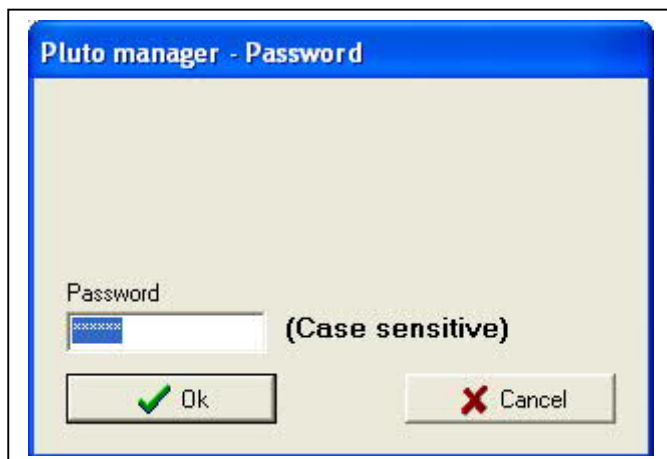 Pluto manager - Password
Password
****** (Case sensitive)
Ok Cancel